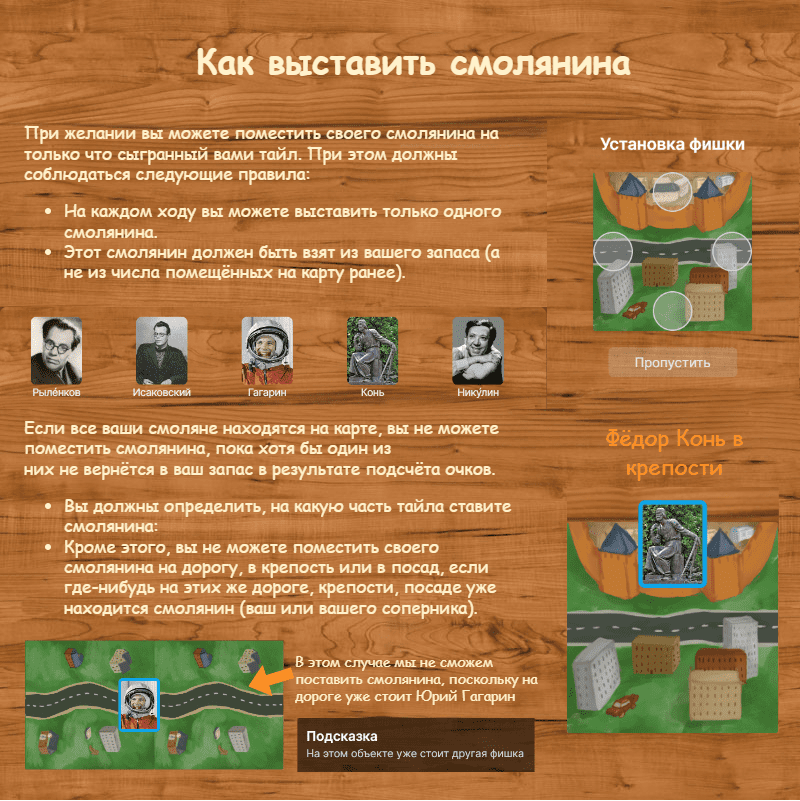 Как выставить смолянина
При желании вы можете поместить своего смолянина на
только что сыгранный вами тайл. При этом должны
соблюдаться следующие правила:
• На каждом ходу вы можете выставить только одного
смолянина.
• Этот смолянин должен быть взят из вашего запаса (а
не из числа помещённых на карту ранее).
Установка фишки
Пропустить
Рылéнков
Исаковский
Гагарин
Конь
Никýлин
Если все ваши смоляне находятся на карте, вы не можете
поместить смолянина, пока хотя бы один из
них не вернётся в ваш запас в результате подсчёта очков.
• Вы должны определить, на какую часть тайла ставите
смолянина:
• Кроме этого, вы не можете поместить своего
смолянина на дорогу, в крепость или в посад, если
где-нибудь на этих же дороге, крепости, посаде уже
находится смолянин (ваш или вашего соперника).
Фёдор Конь в
крепости
В этом случае мы не сможем
поставить смолянина, поскольку на
дороге уже стоит Юрий Гагарин
Подсказка
На этом объекте уже стоит другая фишка